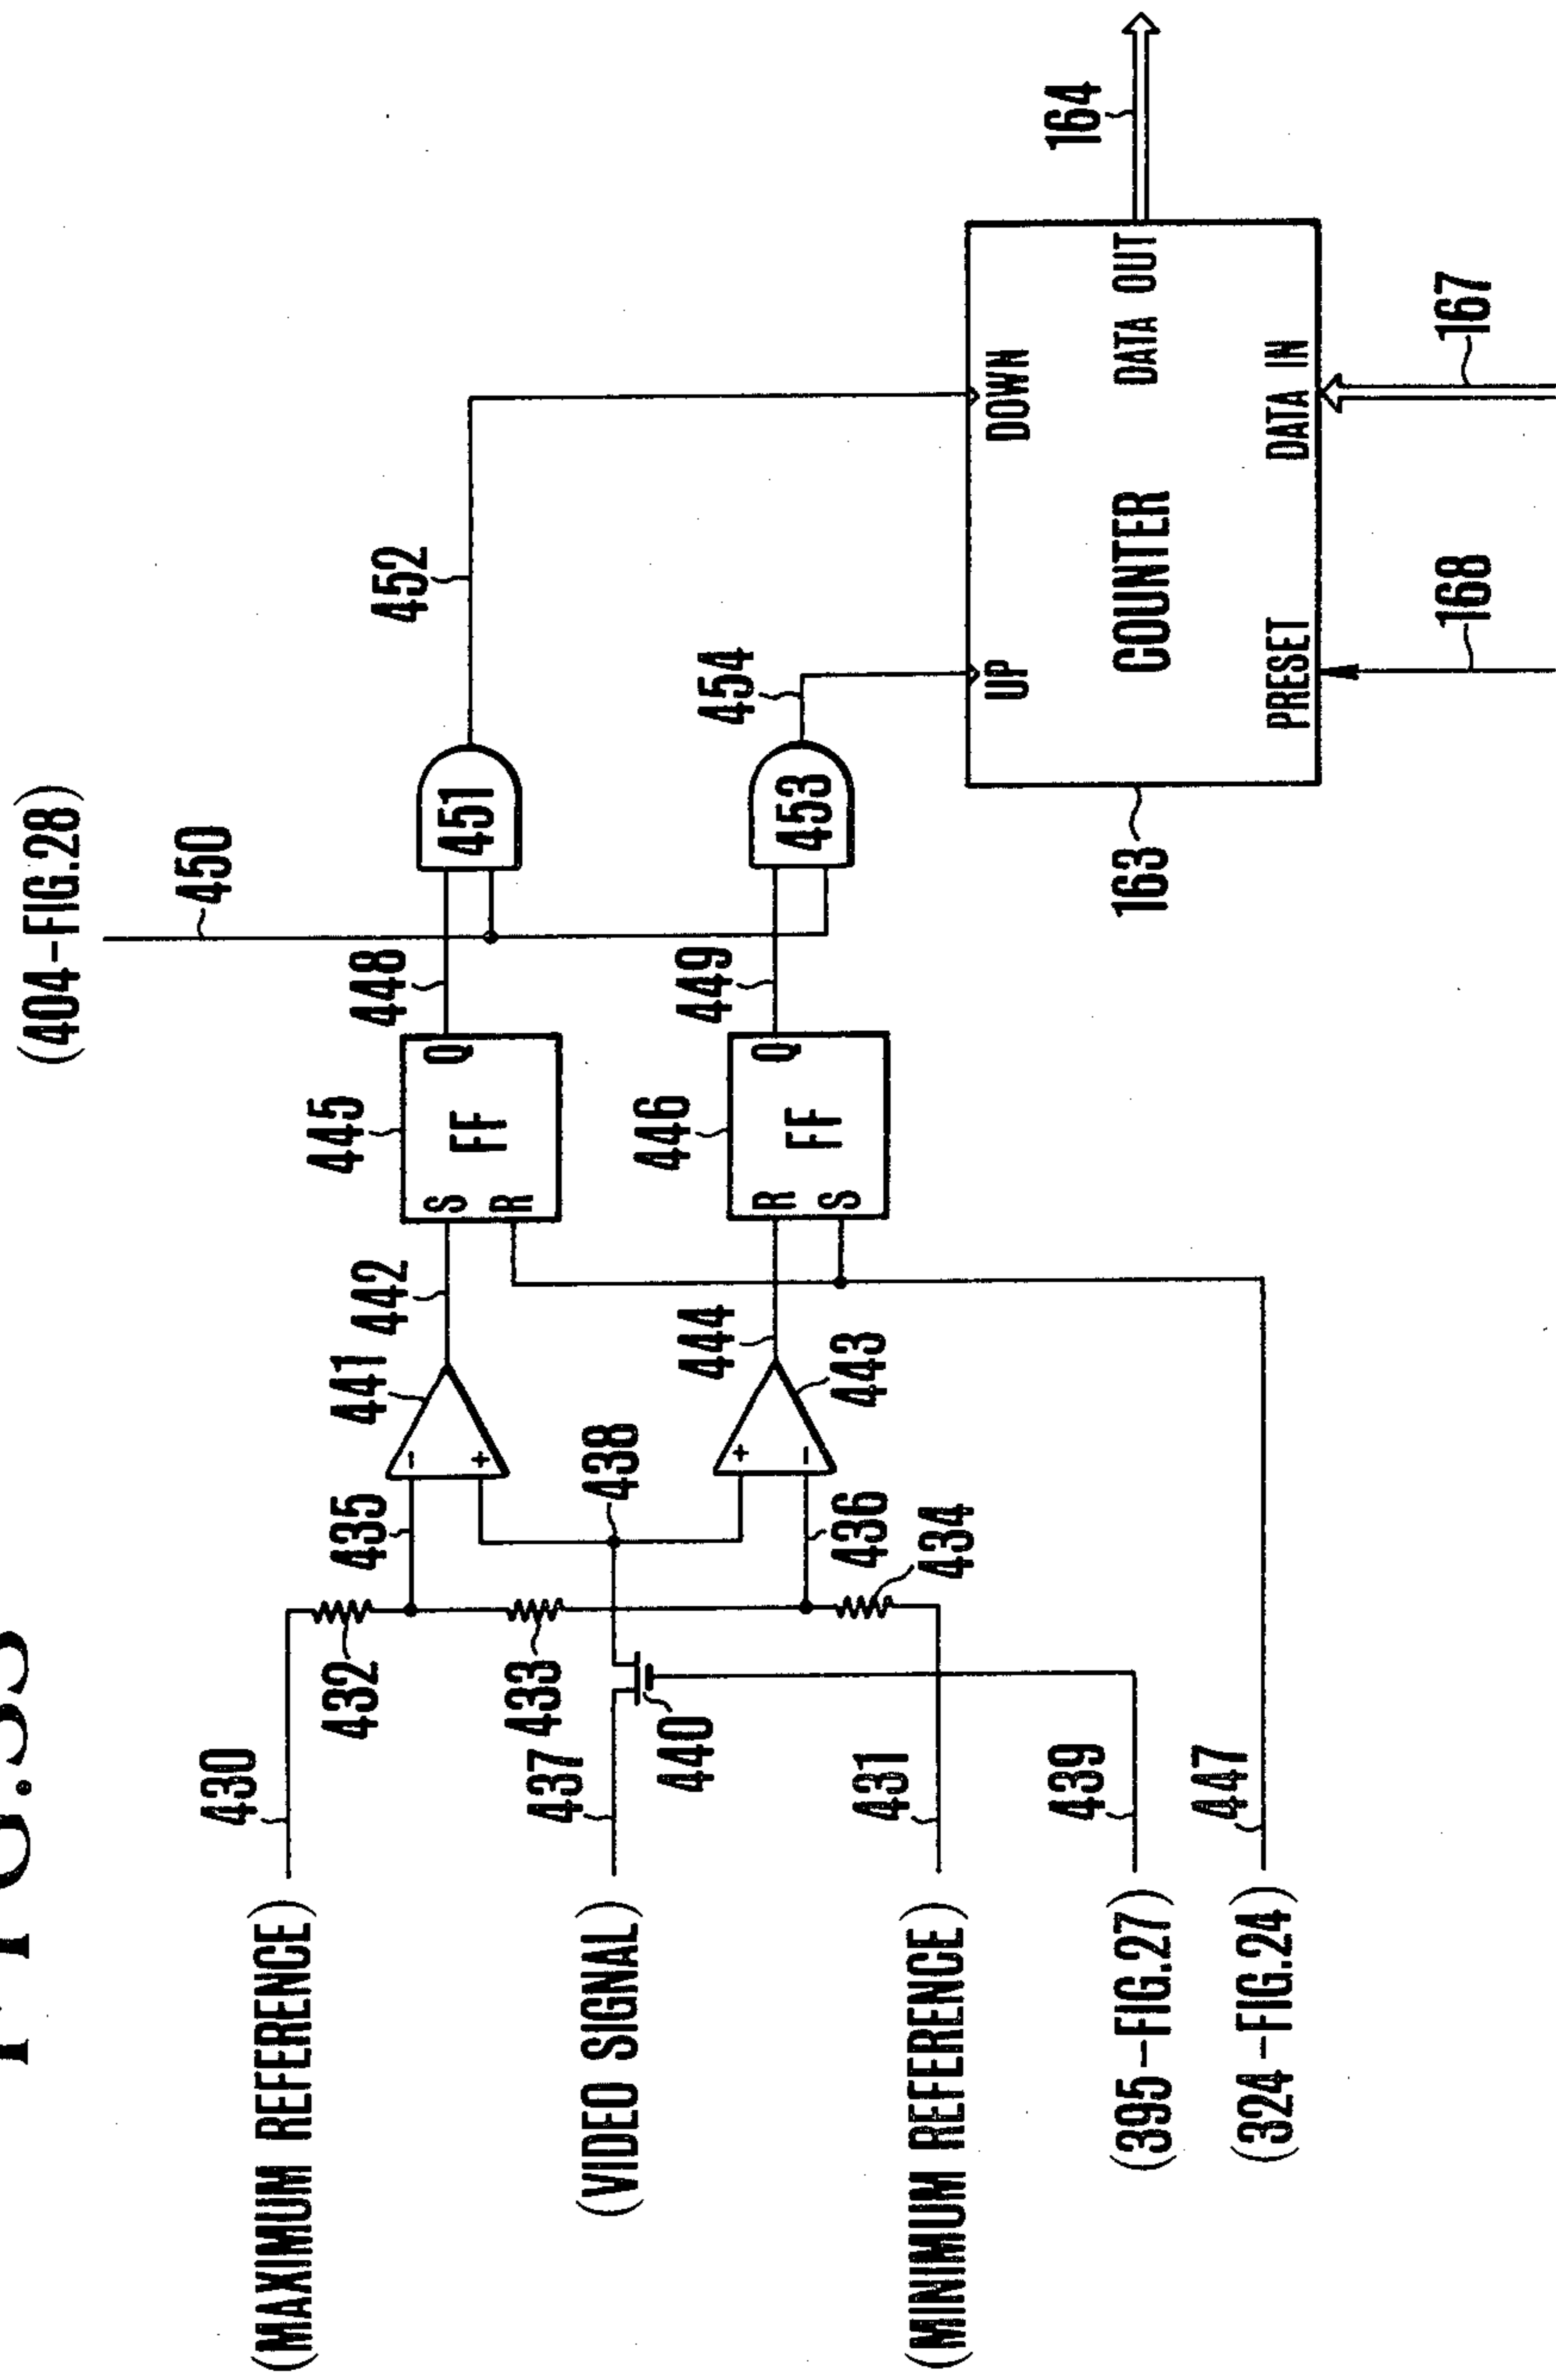 (404-FIG.28)
450
430
(MAXIMUM REFERENCE)
432
435
441
442
445
S
R
FF
Q
448
451
452
433
437
(VIDEO SIGNAL)
440
438
-
+
+
-
436
434
443
444
446
R
S
FF
Q
449
453
454
431
(MINIMUM REFERENCE)
439
(395-FIG.27)
447
(324-FIG.24)
163
UP
DOWN
COUNTER
DATA OUT
PRESET
DATA IN
164
168
167